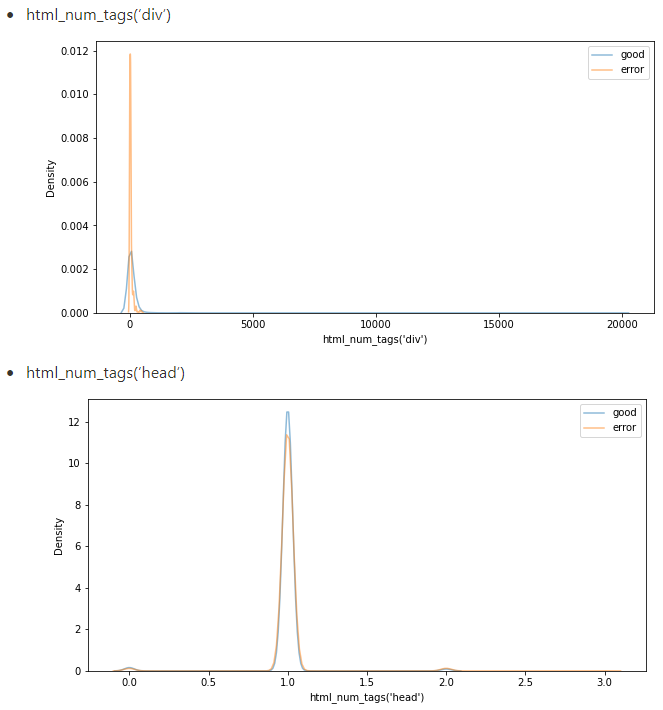 • html_num_tags('div')
good
error
0.012
0.010
0.008
0.006
0.004
0.002
0.000
Density
0 5000 10000 15000 20000
html_num_tags('div')
• html_num_tags('head')
good
error
12
10
8
6
4
2
0
Density
0.0 0.5 1.0 1.5 2.0 2.5 3.0
html_num_tags('head')